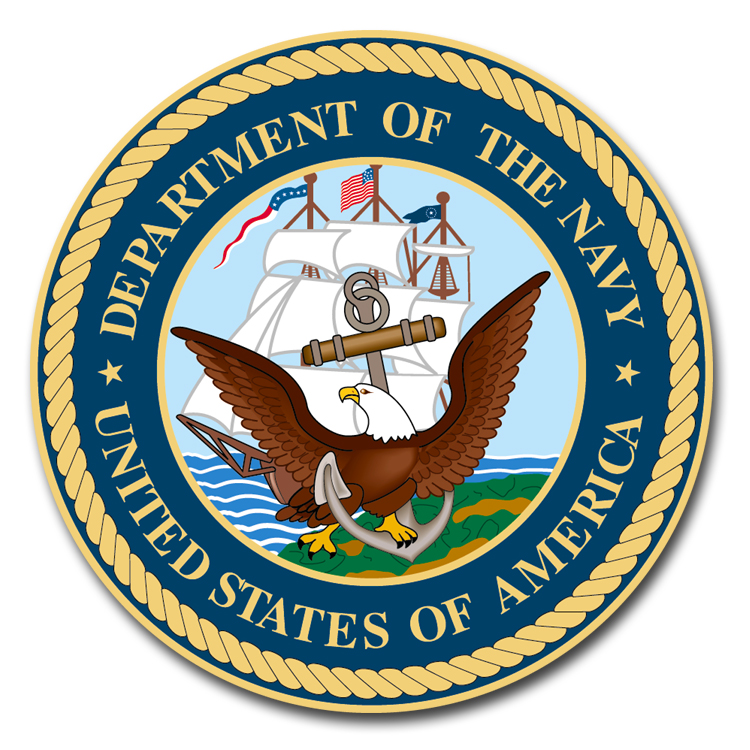 DEPARTMENT OF THE NAVY
UNITED STATES OF AMERICA